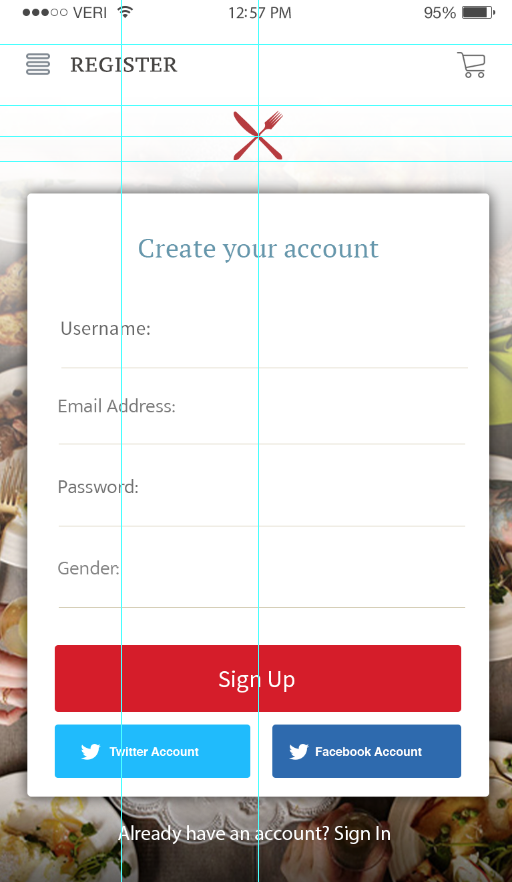 VERI 12:57 PM 95%
REGISTER
Create your account
Username:
Email Address:
Password:
Gender:
Sign Up
Twitter Account Facebook Account
Already have an account? Sign In